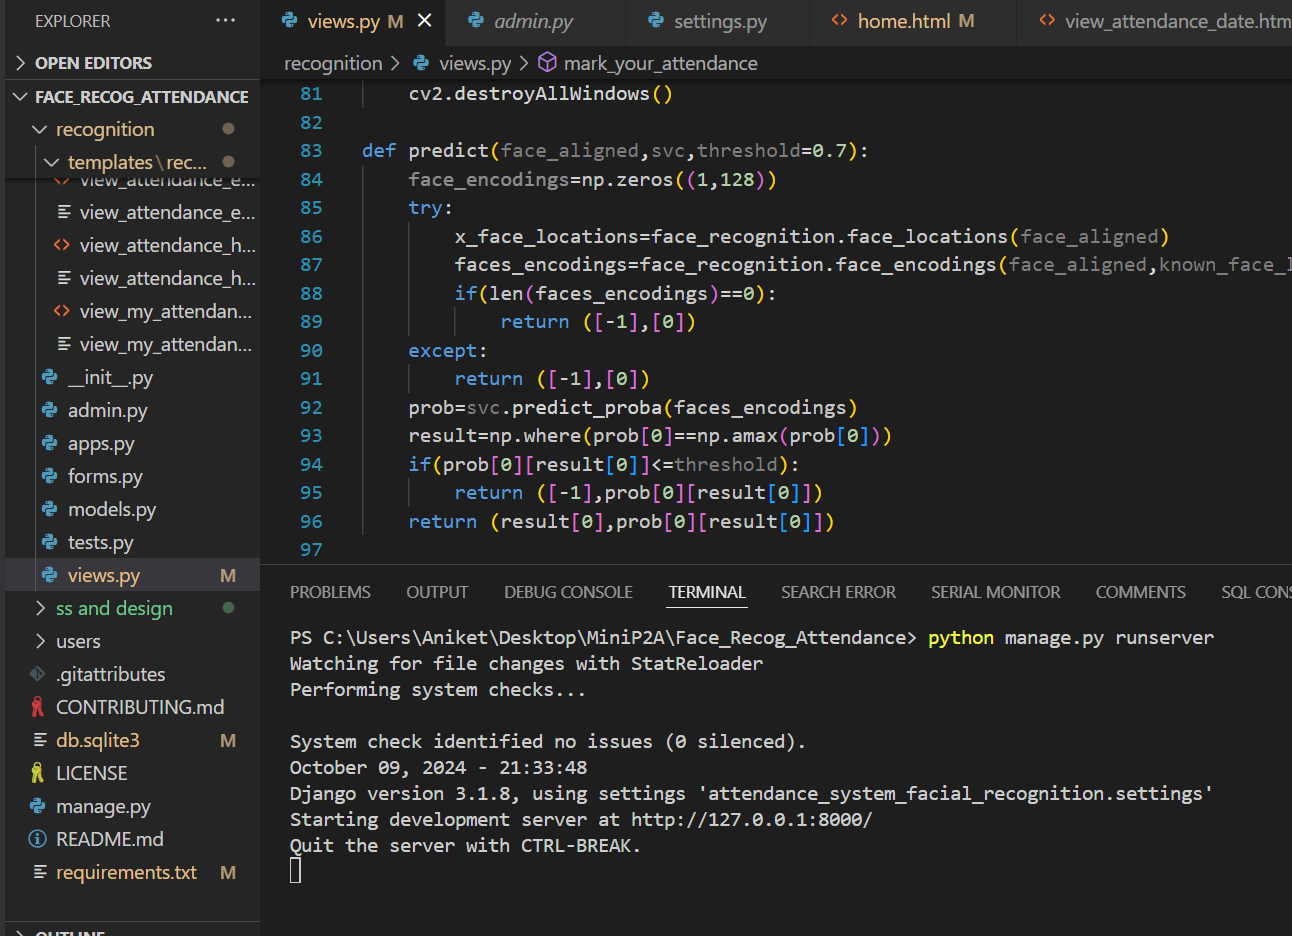 EXPLORER ...
OPEN EDITORS
FACE_RECOG_ATTENDANCE
recognition
templates\rec...
view_attendance_e...
view_attendance_e...
view_attendance_h...
view_attendance_h...
view_my_attendan...
view_my_attendan...
__init__.py
admin.py
apps.py
forms.py
models.py
tests.py
views.py M
ss and design
users
.gitattributes
CONTRIBUTING.md
db.sqlite3 M
LICENSE
manage.py
README.md
requirements.txt M
OUTLINE
views.py M admin.py settings.py home.html M view_attendance_date.htm
recognition > views.py > mark_your_attendance
81 cv2.destroyAllWindows()
82
83 def predict(face_aligned,svc,threshold=0.7):
84 face_encodings=np.zeros((1,128))
85 try:
86 x_face_locations=face_recognition.face_locations(face_aligned)
87 faces_encodings=face_recognition.face_encodings(face_aligned,known_face_l
88 if(len(faces_encodings)==0):
89 return ([-1],[0])
90 except:
91 return ([-1],[0])
92 prob=svc.predict_proba(faces_encodings)
93 result=np.where(prob[0]==np.amax(prob[0]))
94 if(prob[0][result[0]]<=threshold):
95 return ([-1],prob[0][result[0]])
96 return (result[0],prob[0][result[0]])
97
PROBLEMS OUTPUT DEBUG CONSOLE TERMINAL SEARCH ERROR SERIAL MONITOR COMMENTS SQL CONS
PS C:\Users\Aniket\Desktop\MiniP2A\Face_Recog_Attendance> python manage.py runserver
Watching for file changes with StatReloader
Performing system checks...
System check identified no issues (0 silenced).
October 09, 2024 - 21:33:48
Django version 3.1.8, using settings 'attendance_system_facial_recognition.settings'
Starting development server at http://127.0.0.1:8000/
Quit the server with CTRL-BREAK.